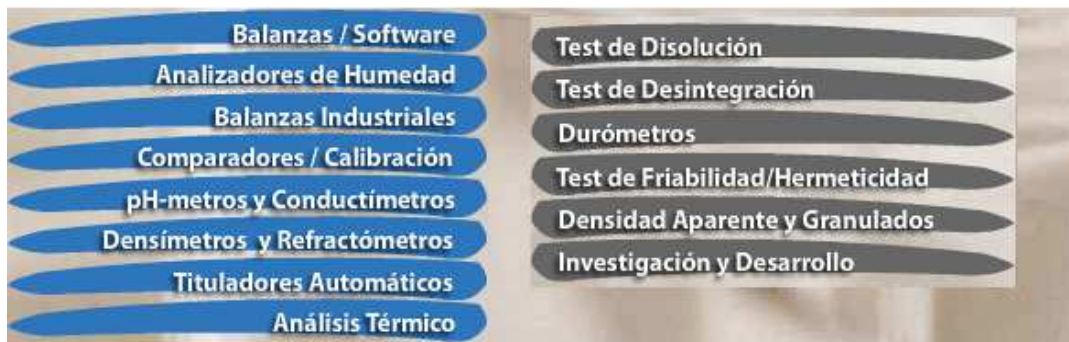 Balanzas / Software
Analizadores de Humedad
Balanzas Industriales
Comparadores / Calibración
pH-metros y Conductímetros
Densímetros y Refractómetros
Tituladores Automáticos
Análisis Térmico
Test de Disolución
Test de Desintegración
Durómetros
Test de Friabilidad/Hermeticidad
Densidad Aparente y Granulados
Investigación y Desarrollo